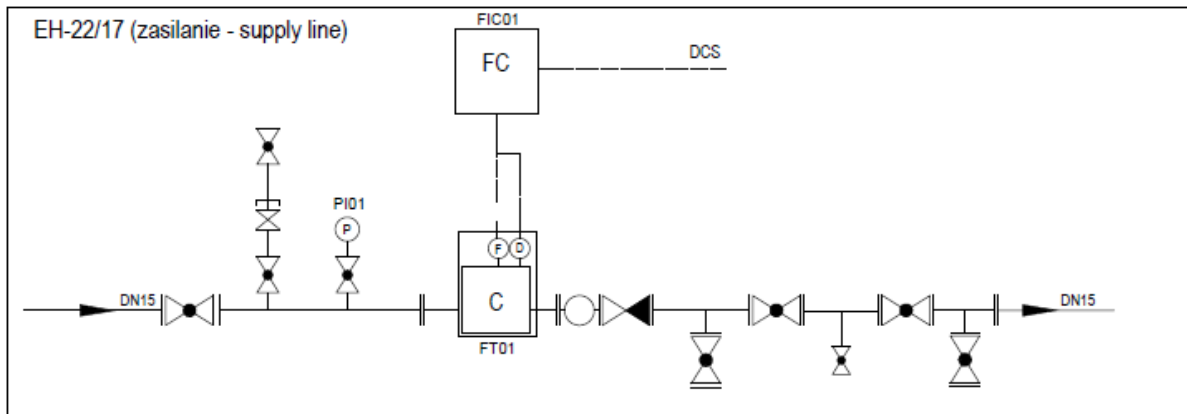 EH-22/17 (zasilanie - supply line)
FIC01
FC
DCS
PI01
P
F D
DN15
C
DN15
FT01